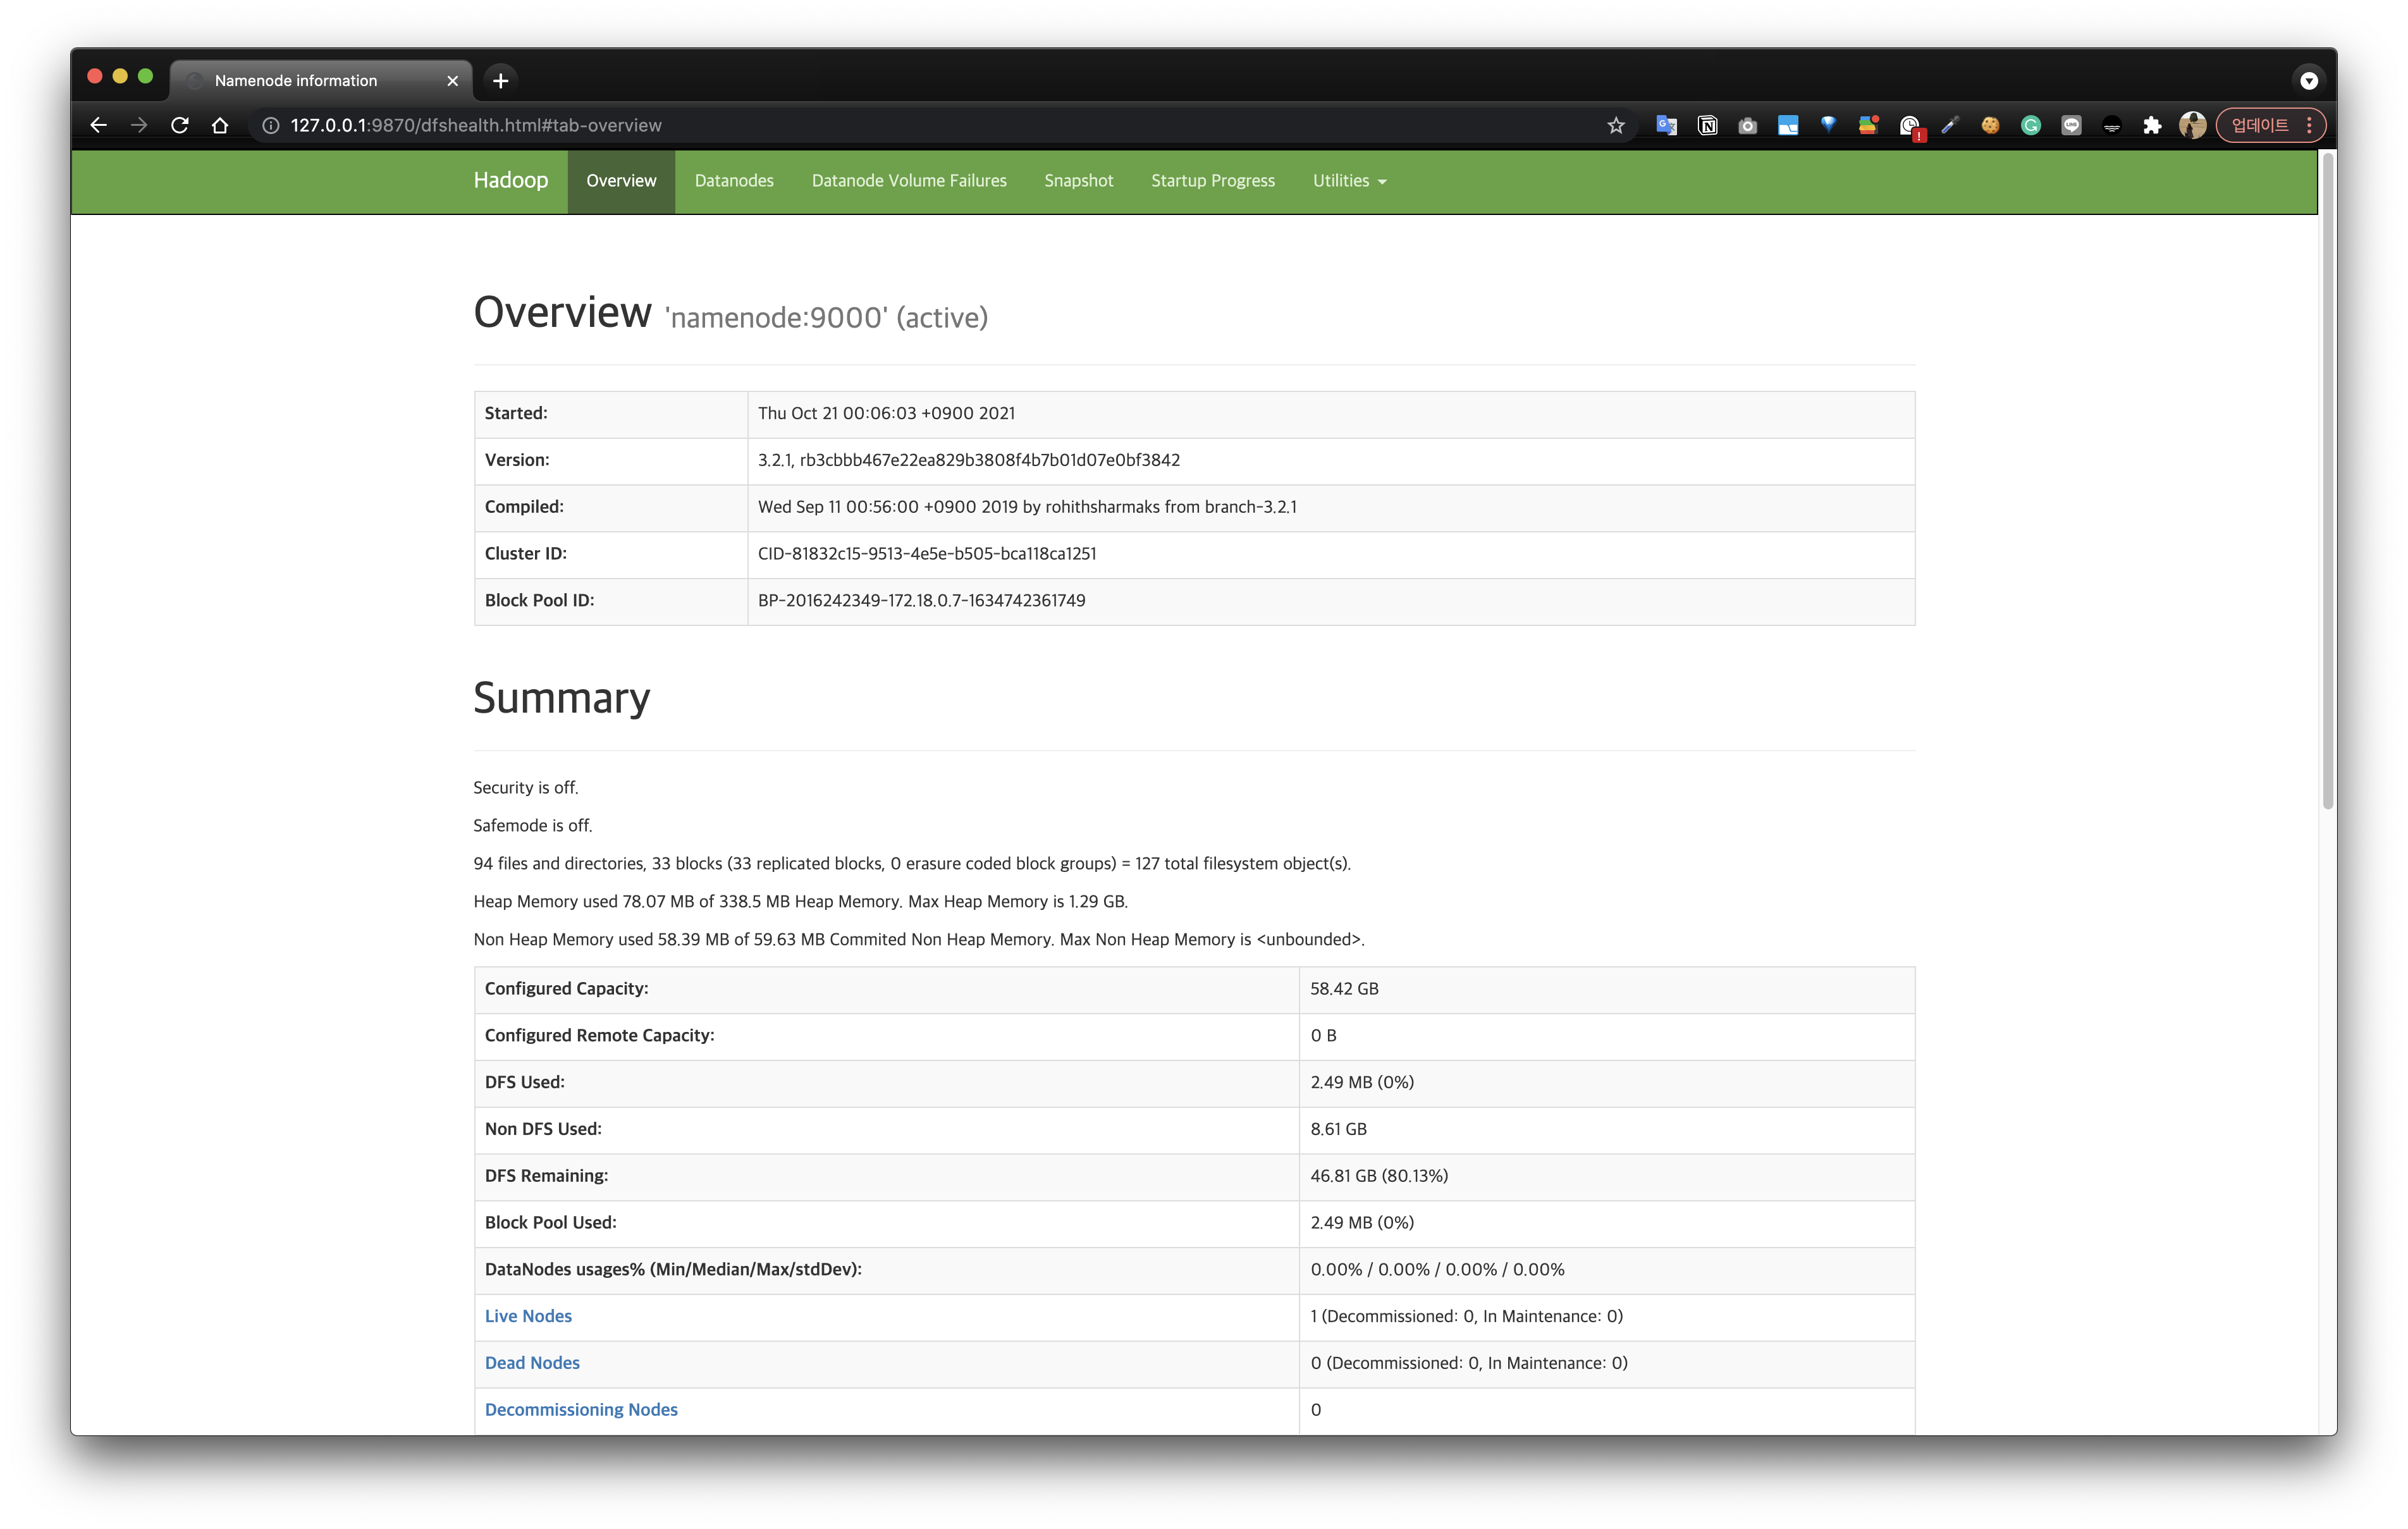 Namenode information
127.0.0.1:9870/dfshealth.html#tab-overview
업데이트
Hadoop Overview Datanodes Datanode Volume Failures Snapshot Startup Progress Utilities
Overview 'namenode:9000' (active)
Started: Thu Oct 21 00:06:03 +0900 2021
Version: 3.2.1, rb3cbbb467e22ea829b3808f4b7b01d07e0bf3842
Compiled: Wed Sep 11 00:56:00 +0900 2019 by rohithsharmaks from branch-3.2.1
Cluster ID: CID-81832c15-9513-4e5e-b505-bca118ca1251
Block Pool ID: BP-2016242349-172.18.0.7-1634742361749
Summary
Security is off.
Safemode is off.
94 files and directories, 33 blocks (33 replicated blocks, 0 erasure coded block groups) = 127 total filesystem object(s).
Heap Memory used 78.07 MB of 338.5 MB Heap Memory. Max Heap Memory is 1.29 GB.
Non Heap Memory used 58.39 MB of 59.63 MB Commited Non Heap Memory. Max Non Heap Memory is <unbounded>.
Configured Capacity: 58.42 GB
Configured Remote Capacity: 0 B
DFS Used: 2.49 MB (0%)
Non DFS Used: 8.61 GB
DFS Remaining: 46.81 GB (80.13%)
Block Pool Used: 2.49 MB (0%)
DataNodes usages% (Min/Median/Max/stdDev): 0.00% / 0.00% / 0.00% / 0.00%
Live Nodes 1 (Decommissioned: 0, In Maintenance: 0)
Dead Nodes 0 (Decommissioned: 0, In Maintenance: 0)
Decommissioning Nodes 0